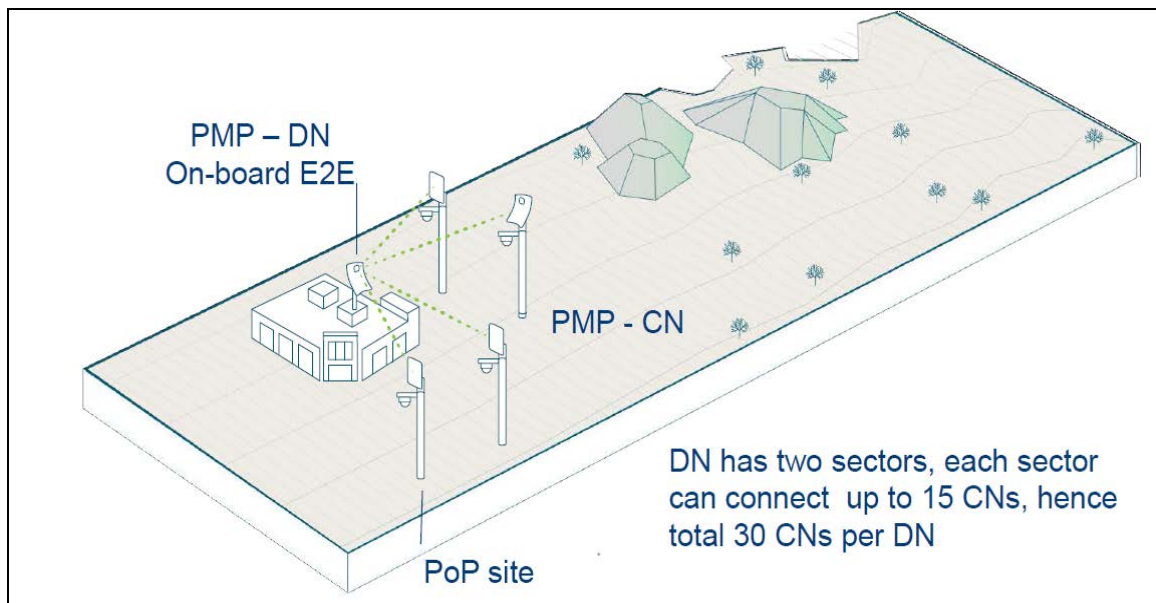 PMP – DN
On-board E2E
PMP - CN
DN has two sectors, each sector
can connect up to 15 CNs, hence
total 30 CNs per DN
PoP site